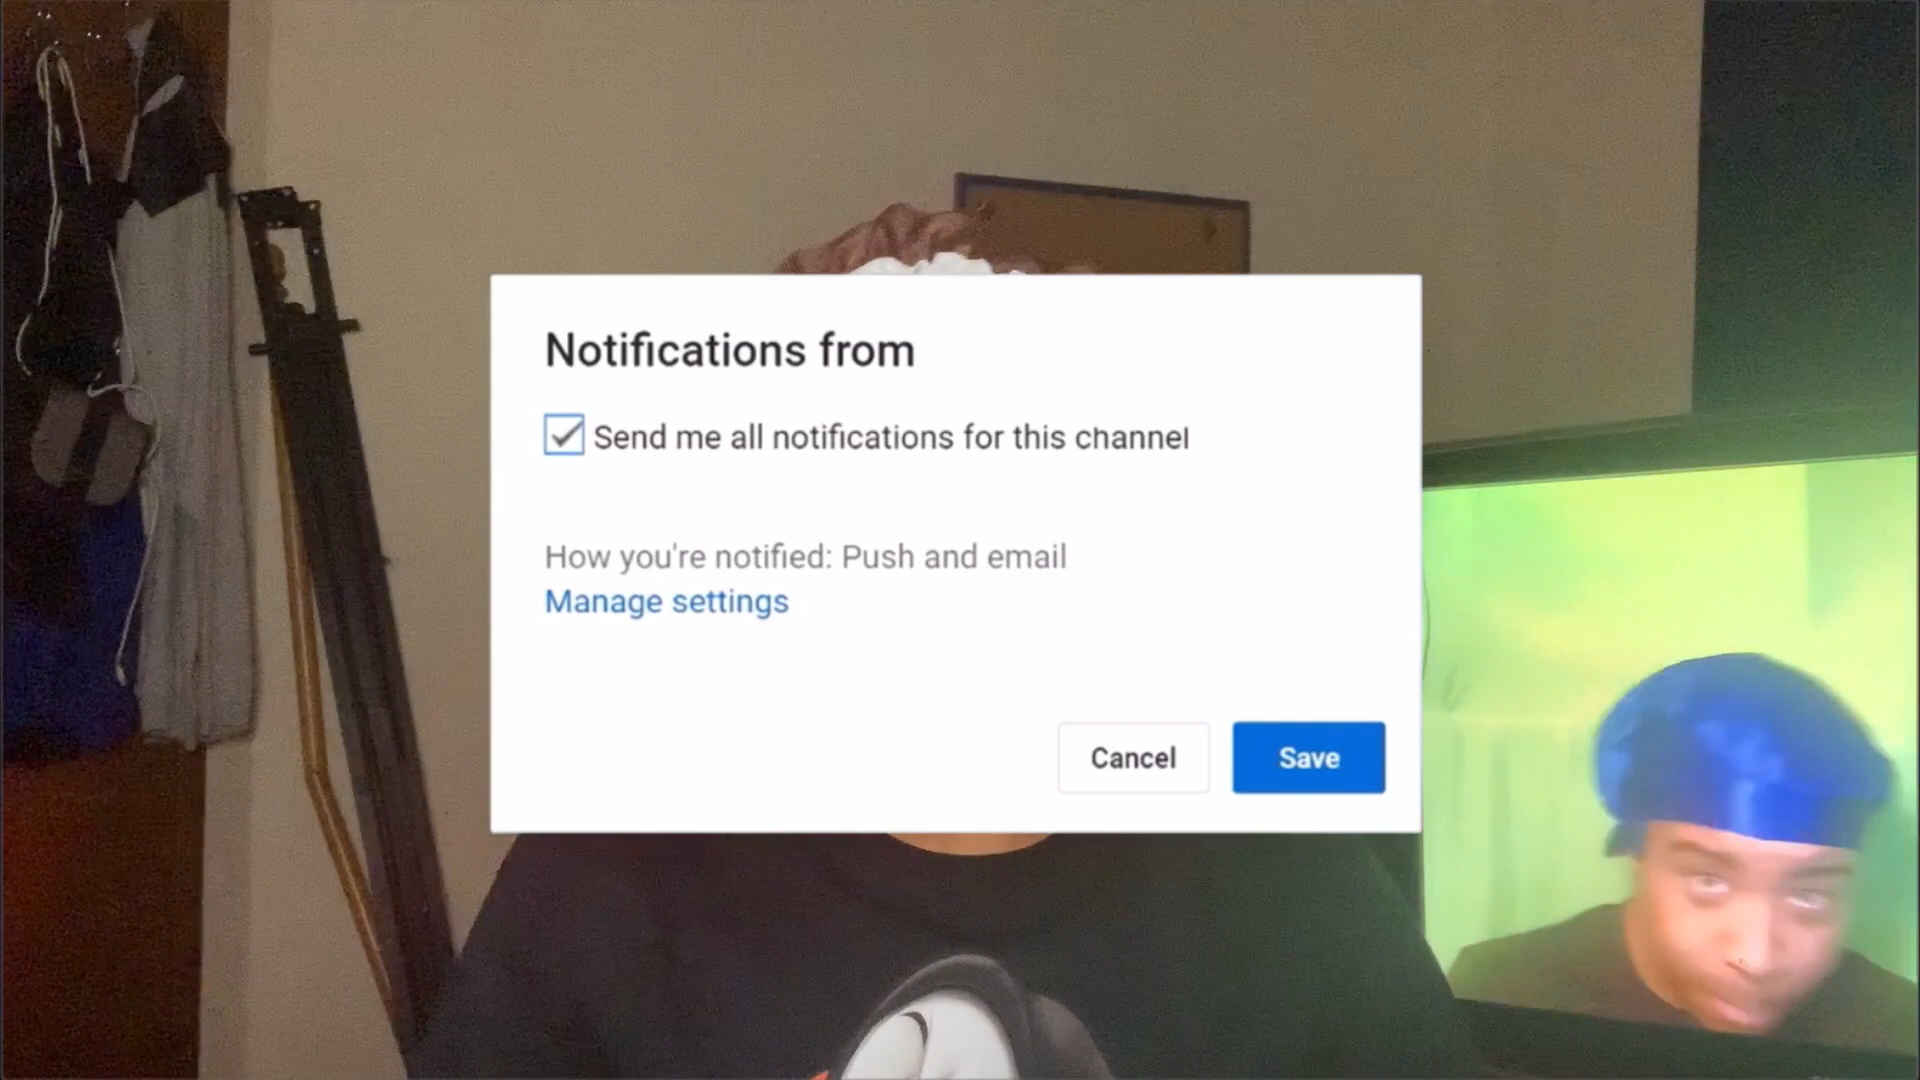 Notifications from
Send me all notifications for this channel
How you're notified: Push and email
Manage settings
Cancel
Save